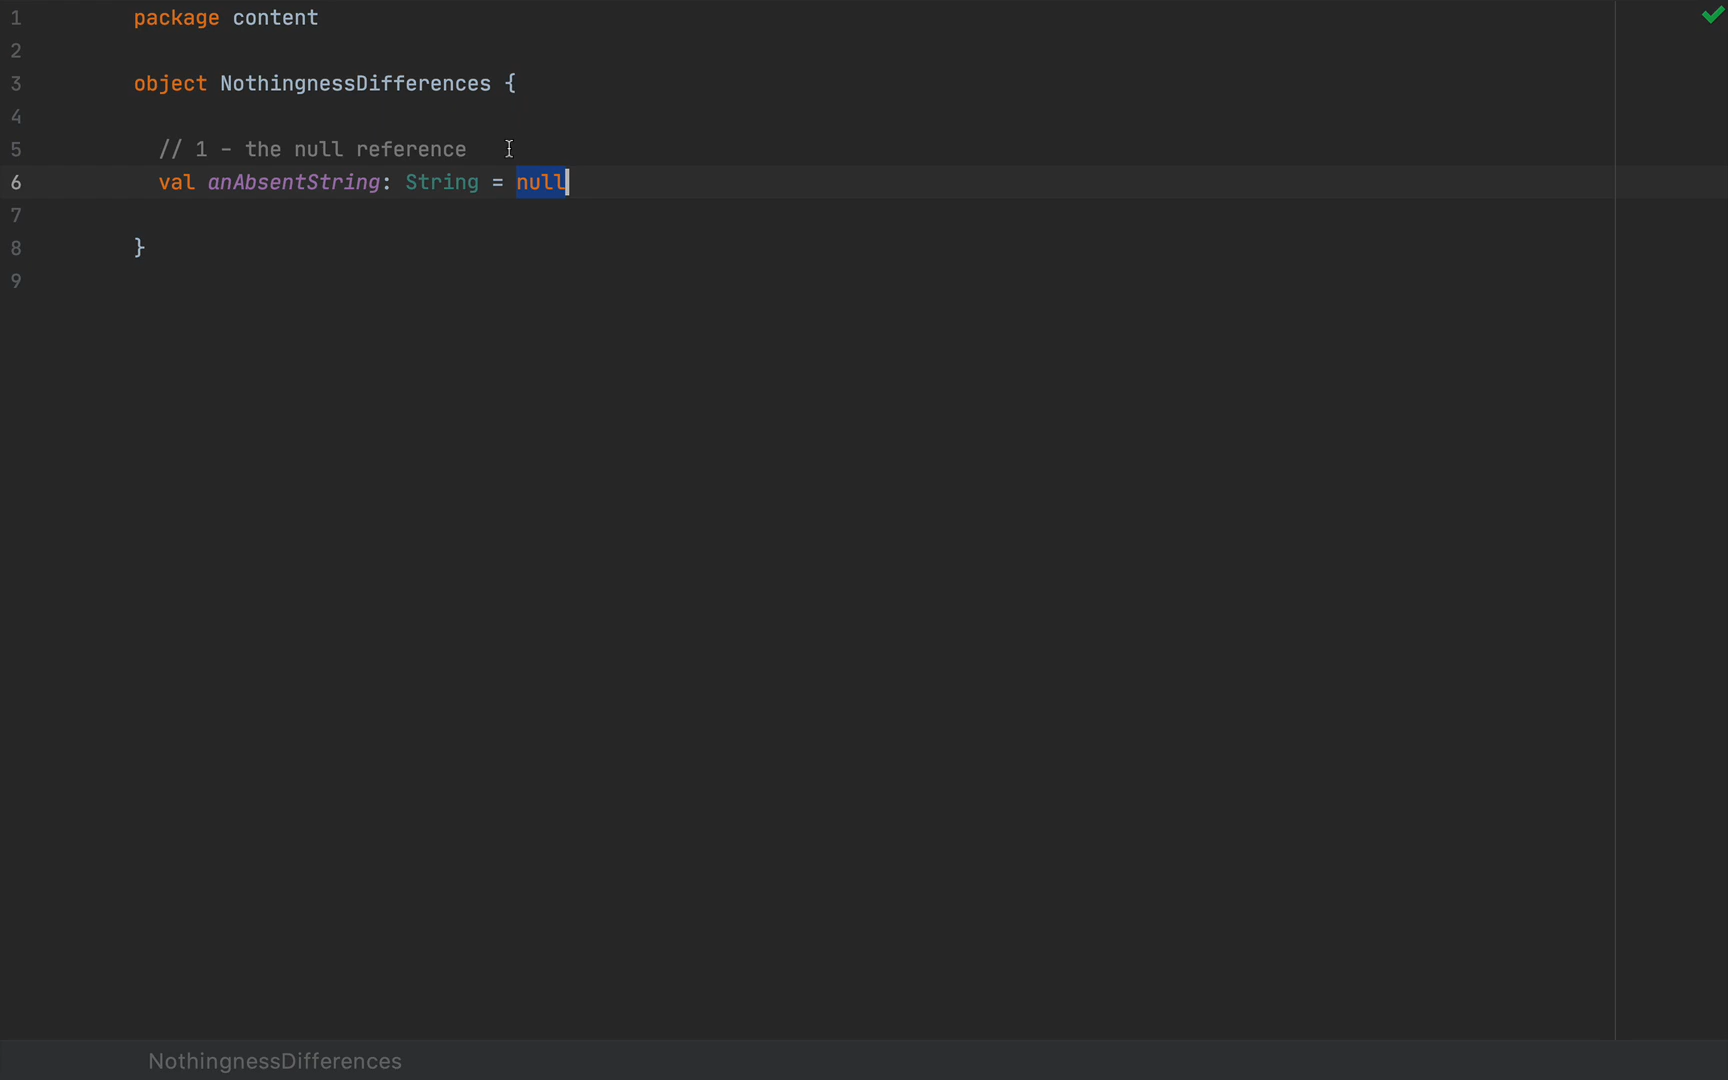 1 package content
2
3 object NothingnessDifferences {
4
5 // 1 - the null reference
6 val anAbsentString: String = null
7
8 }
9
NothingnessDifferences